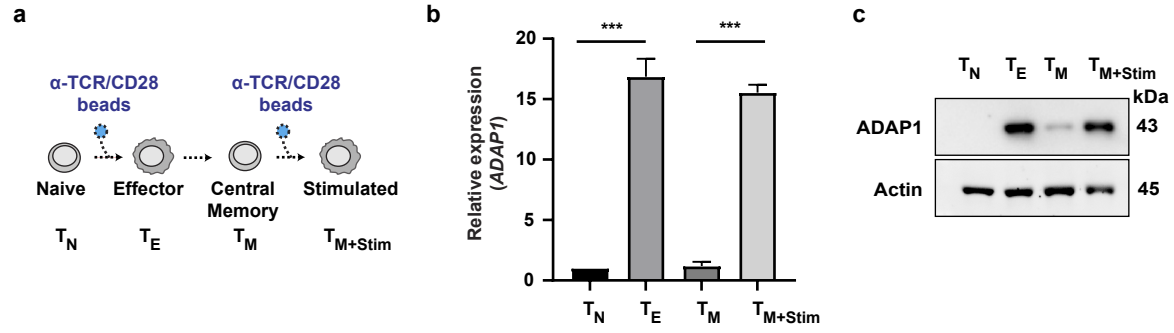 a
α-TCR/CD28
beads
α-TCR/CD28
beads
Naive
Effector
Central
Memory
Stimulated
TN
TE
TM
TM+Stim
b
Relative expression
(ADAP1)
20
15
10
5
0
***
***
TN
TE
TM
TM+Stim
c
TN
TE
TM
TM+Stim
kDa
ADAP1
43
Actin
45